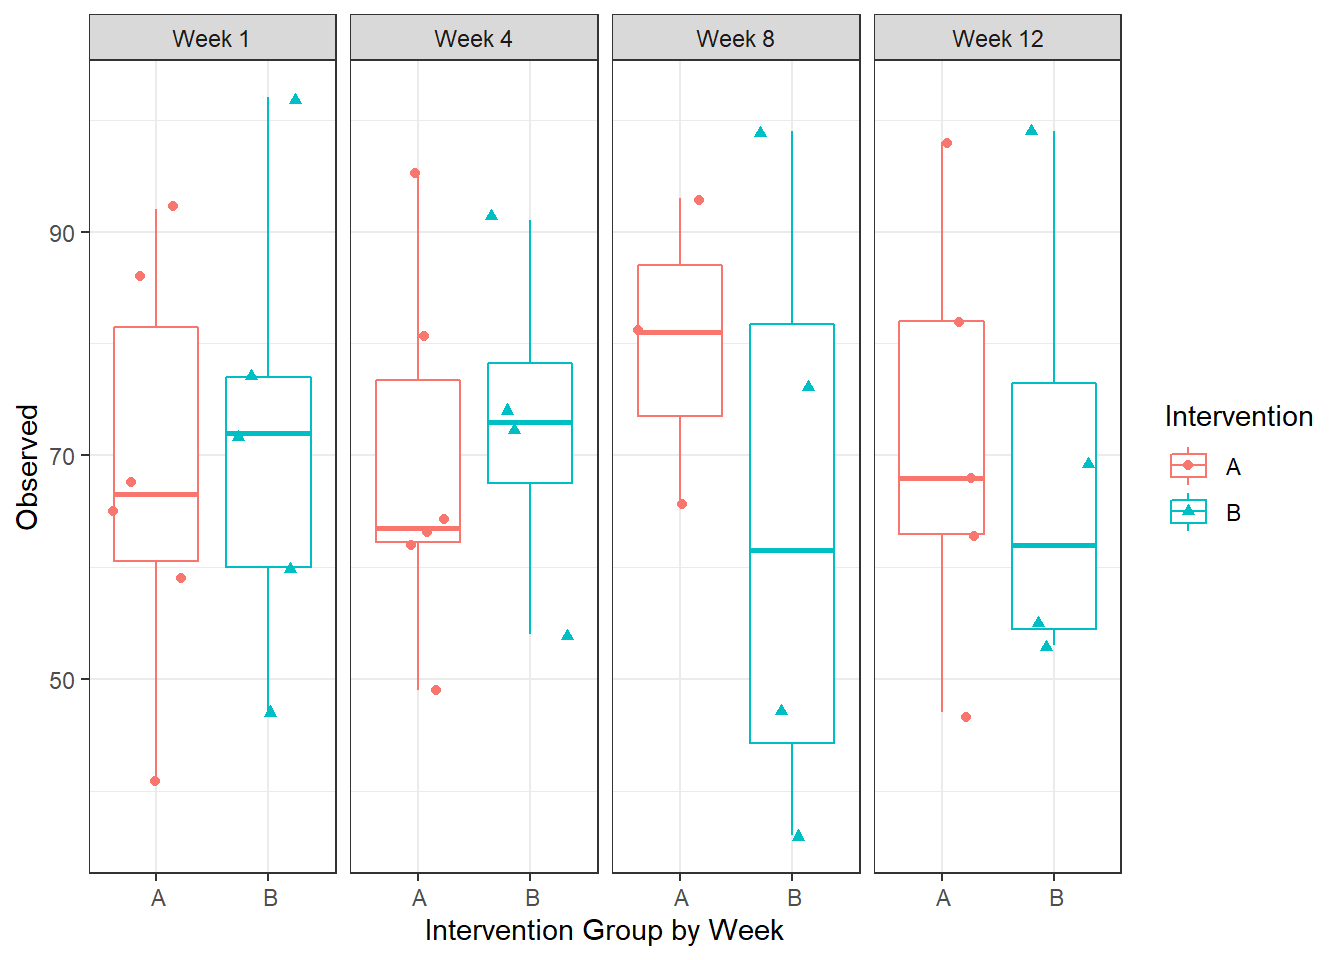 Week 1
Week 4
Week 8
Week 12
Observed
90
70
50
A
B
A
B
A
B
A
B
Intervention Group by Week
Intervention
A
B